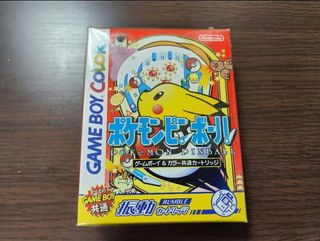 GAME BOY COLOR
Nintendo
ポケモンピンボール
POKéMON PINBALL
ゲームボーイ&カラー共通カートリッジ
GAME BOY
共通
振動
RUMBLE
カートリッジ